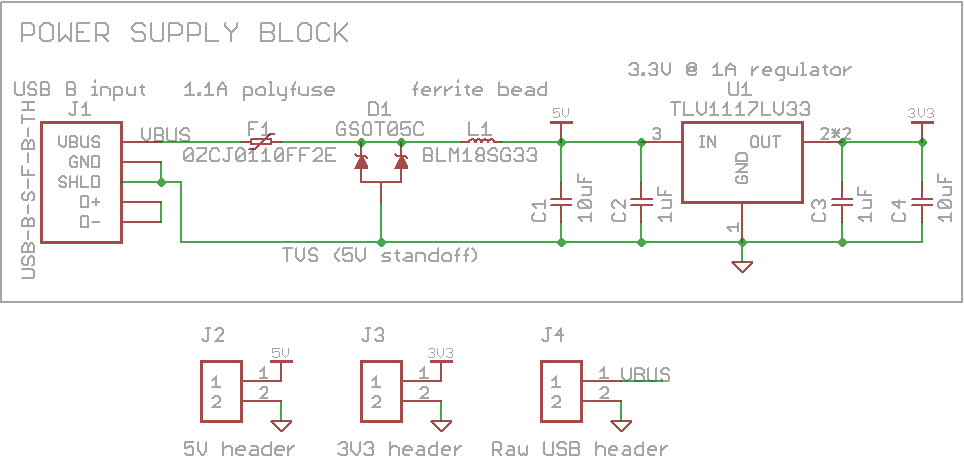 POWER SUPPLY BLOCK
3.3V @ 1A regulator
USB B input
1.1A polyfuse
ferrite bead
J1
F1
D1
L1
5V
U1
3V3
USB-B-S-F-B-TH
VBUS
GND
SHLD
D+
D-
VBUS
0ZCJ0110FF2E
GSOT05C
BLM18SG33
TLV1117LV33
3
IN
OUT
GND
2*2
1
C1
10uF
C2
1uF
C3
1uF
C4
10uF
TVS (5V standoff)
J2
J3
J4
5V
3V3
1
2
1
2
1
2
1
2
1
2
1
2
VBUS
5V header
3V3 header
Raw USB header